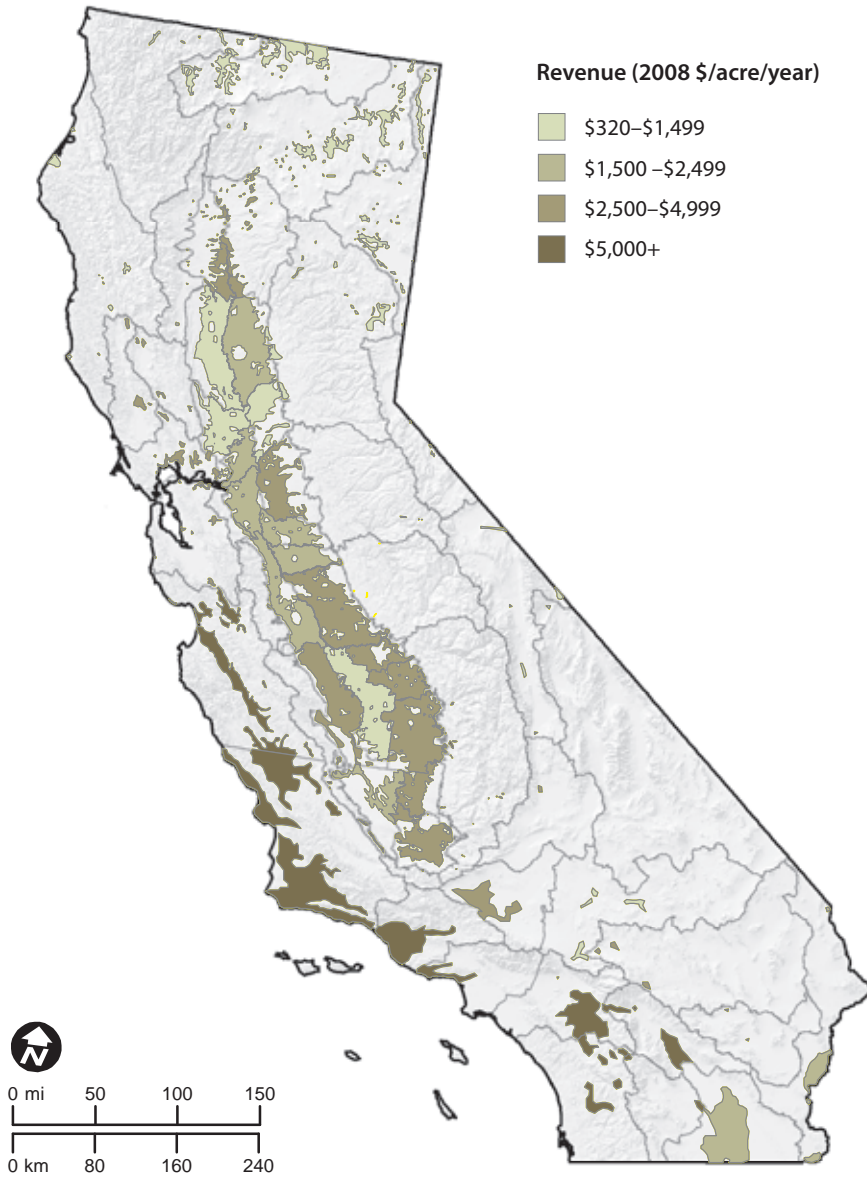 Revenue (2008 $/acre/year)
$320–$1,499
$1,500 –$2,499
$2,500–$4,999
$5,000+
N
0 mi 50 100 150
0 km 80 160 240